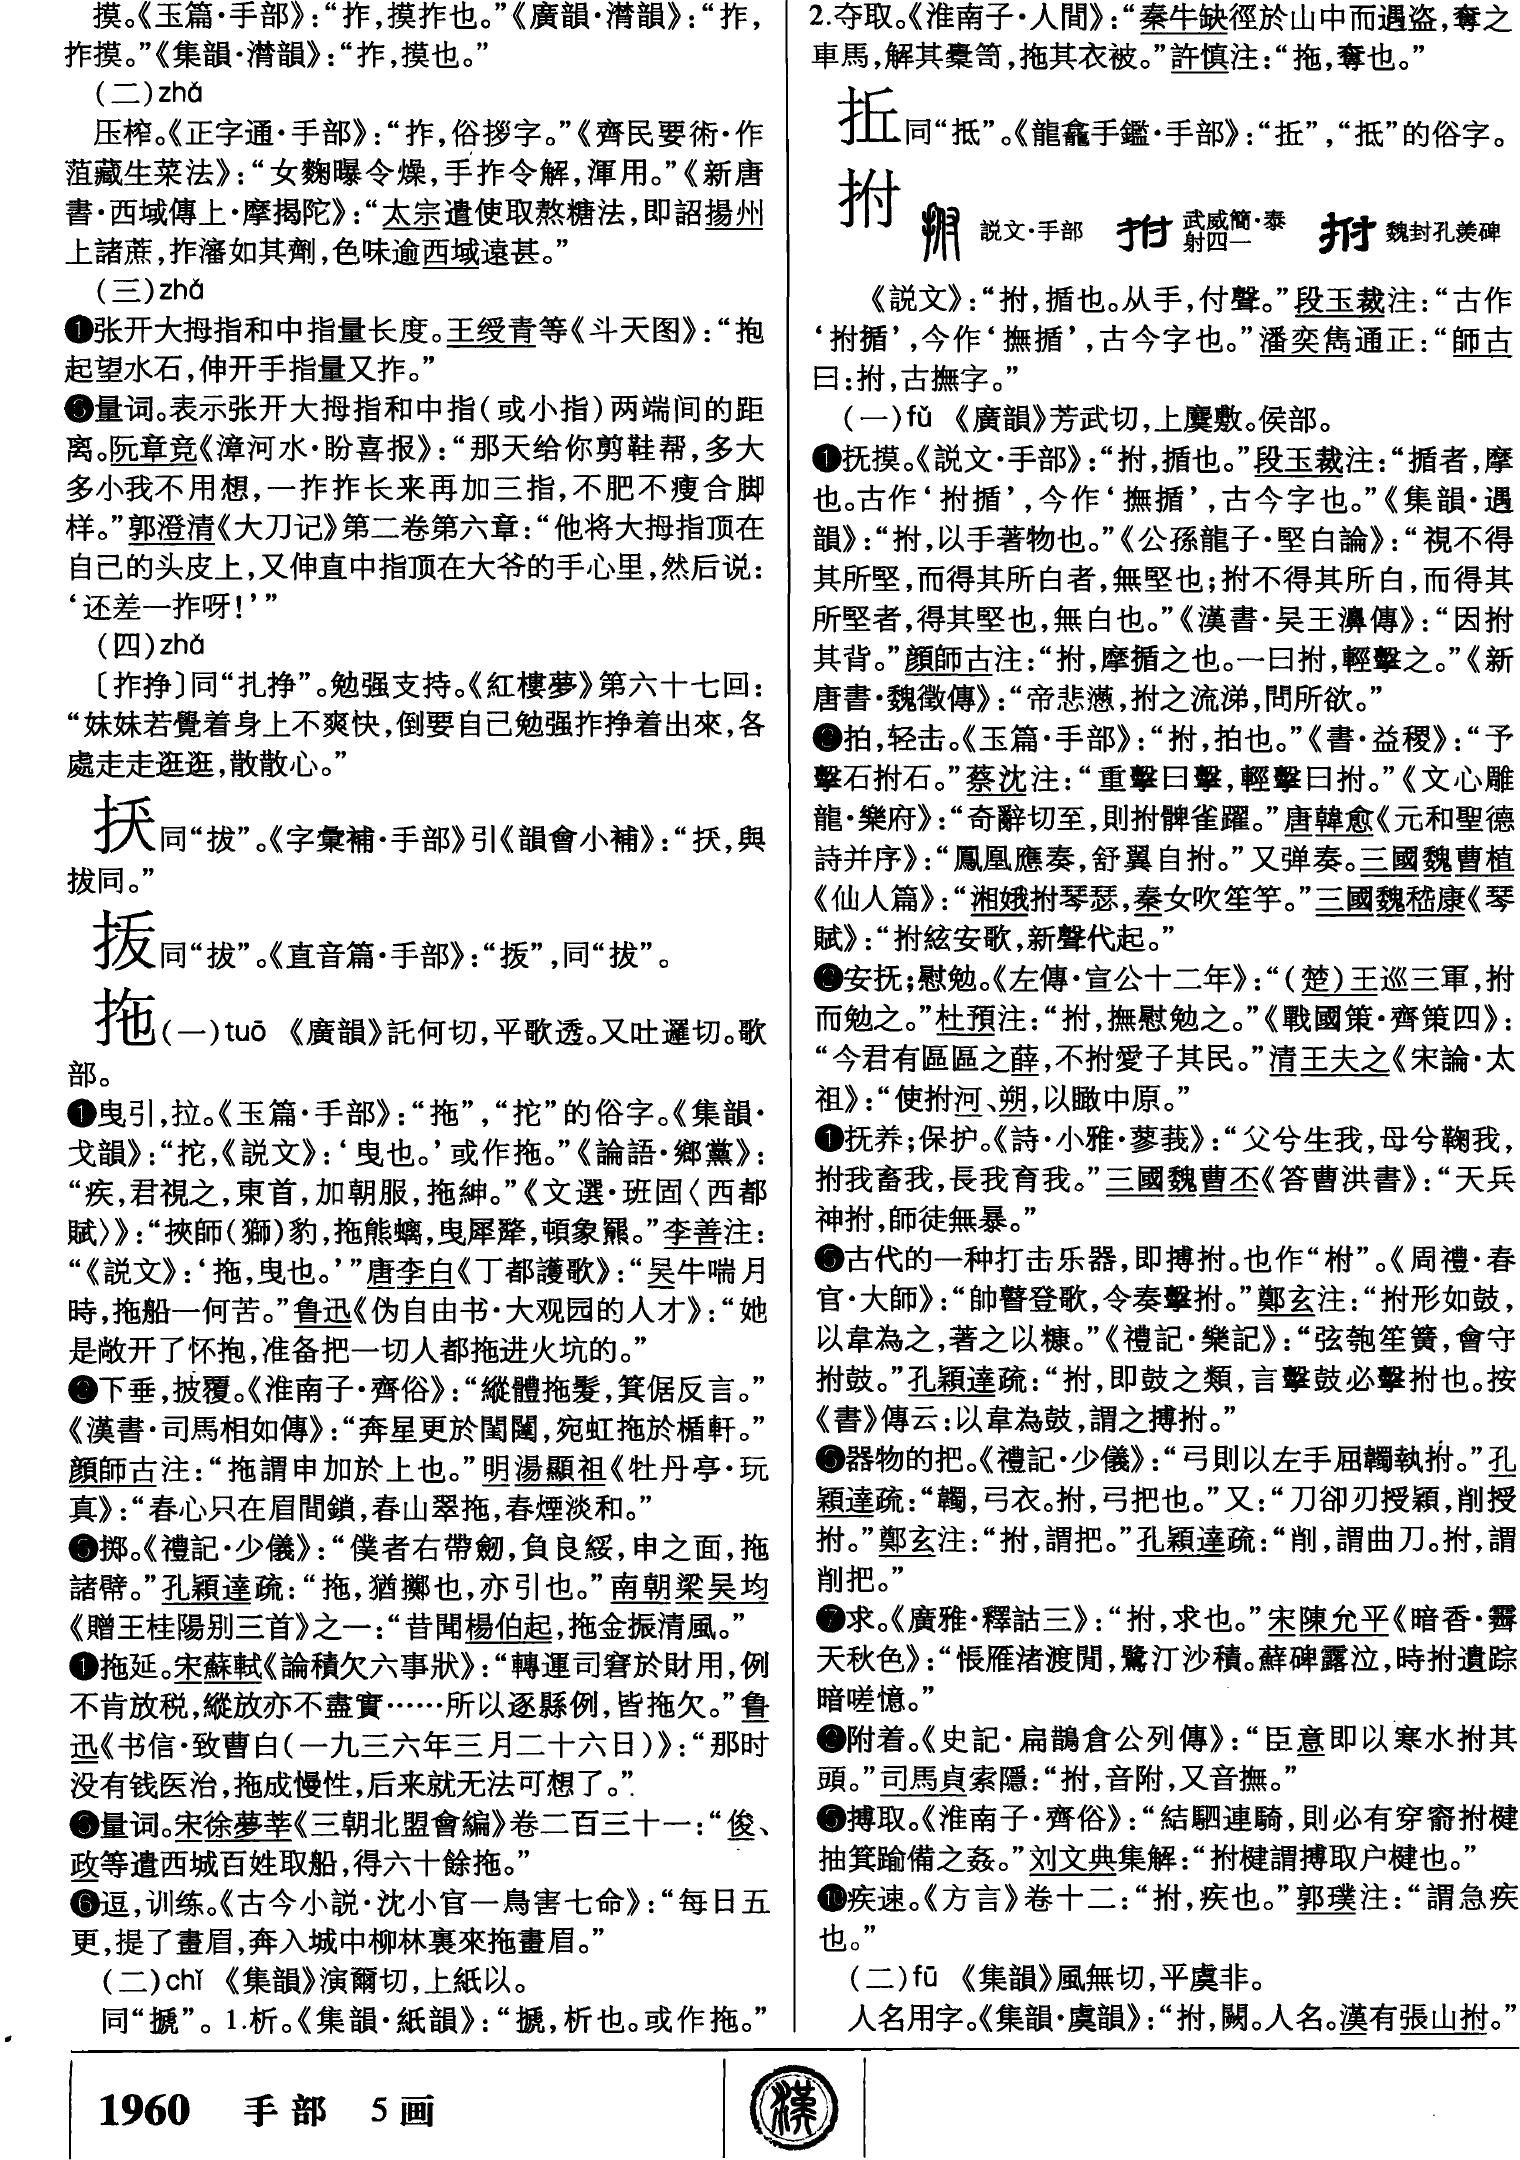 摸。《玉篇·手部》：“拃，摸拃也。”《廣韻·潸韻》：“拃，
拃摸。”《集韻·潸韻》：“拃，摸也。”
（二）zhǎ
压榨。《正字通·手部》：“拃，俗拶字。”《齊民要術·作
菹藏生菜法》：“女麴曝令燥，手拃令解，渾用。”《新唐
書·西域傳上·摩揭陀》：“太宗遣使取熬糖法，即詔揚州
上諸蔗，拃瀋如其劑，色味逾西域遠甚。”
（三）zhǎ
❶张开大拇指和中指量长度。王绶青等《斗天图》：“抱
起望水石，伸开手指量又拃。”
量词。表示张开大拇指和中指（或小指）两端间的距
离。阮章竞《漳河水·盼喜报》：“那天给你剪鞋帮，多大
多小我不用想，一拃拃长来再加三指，不肥不瘦合脚
样。”郭澄清《大刀记》第二卷第六章：“他将大拇指顶在
自己的头皮上，又伸直中指顶在大爷的手心里，然后说：
‘还差一拃呀！’”
（四）zhǎ
〔拃挣〕同“扎挣”。勉强支持。《紅樓夢》第六十七回：
“妹妹若覺着身上不爽快，倒要自己勉强拃挣着出來，各
處走走逛逛，散散心。”
同“拔”。《字彙補·手部》引《韻會小補》：“，與
拔同。”
同“拔”。《直音篇·手部》：“”，同“拔”。
拖（一）tuō 《廣韻》託何切，平歌透。又吐邏切。歌
部。
❶曳引，拉。《玉篇·手部》：“拖”，“拕”的俗字。《集韻·
戈韻》：“拕，《説文》：‘曳也。’或作拖。”《論語·鄉黨》：
“疾，君視之，東首，加朝服，拖紳。”《文選·班固〈西都
賦〉》：“挾師（獅）豹，拖熊螭，曳犀犛，頓象羆。”李善注：
“《説文》：‘拖，曳也。’”唐李白《丁都護歌》：“吴牛喘月
時，拖船一何苦。”鲁迅《伪自由书·大观园的人才》：“她
是敞开了怀抱，准备把一切人都拖进火坑的。”
❷下垂，披覆。《淮南子·齊俗》：“縱體拖髮，箕倨反言。”
《漢書·司馬相如傳》：“奔星更於閨闥，宛虹拖於楯軒。”
顔師古注：“拖謂申加於上也。”明湯顯祖《牡丹亭·玩
真》：“春心只在眉間鎖，春山翠拖，春煙淡和。”
掷。《禮記·少儀》：“僕者右帶劒，負良綏，申之面，拖
諸幦。”孔穎達疏：“拖，猶擲也，亦引也。”南朝梁吴均
《贈王桂陽别三首》之一：“昔聞楊伯起，拖金振清風。”
拖延。宋蘇軾《論積欠六事狀》：“轉運司窘於財用，例
不肯放税，縱放亦不盡實……所以逐縣例，皆拖欠。”鲁
迅《书信·致曹白（一九三六年三月二十六日）》：“那时
没有钱医治，拖成慢性，后来就无法可想了。”
量词。宋徐夢莘《三朝北盟會編》卷二百三十一：“俊、
政等遣西城百姓取船，得六十餘拖。”
❻逗，训练。《古今小説·沈小官一鳥害七命》：“每日五
更，提了畫眉，奔入城中柳林裏來拖畫眉。”
（二）chǐ 《集韻》演爾切，上紙以。
同“搋”。1.析。《集韻·紙韻》：“搋，析也。或作拖。”
2.夺取。《淮南子·人間》：“秦牛缺徑於山中而遇盗，奪之
車馬，解其橐笥，拖其衣被。”許慎注：“拖，奪也。”
同“抵”。《龍龕手鑑·手部》：“”，“抵”的俗字。
拊
説文·手部 武威簡·泰射四一 魏封孔羡碑
《説文》：“拊，揗也。从手，付聲。”段玉裁注：“古作
‘拊揗’，今作‘撫揗’，古今字也。”潘奕雋通正：“師古
曰：拊，古撫字。”
（一）fǔ 《廣韻》芳武切，上麌敷。侯部。
❶抚摸。《説文·手部》：“拊，揗也。”段玉裁注：“揗者，摩
也。古作‘拊揗’，今作‘撫揗’，古今字也。”《集韻·遇
韻》：“拊，以手著物也。”《公孫龍子·堅白論》：“視不得
其所堅，而得其所白者，無堅也；拊不得其所白，而得其
所堅者，得其堅也，無白也。”《漢書·吴王濞傳》：“因拊
其背。”顔師古注：“拊，摩揗之也。一曰拊，輕擊之。”《新
唐書·魏徵傳》：“帝悲懣，拊之流涕，問所欲。”
拍，轻击。《玉篇·手部》：“拊，拍也。”《書·益稷》：“予
擊石拊石。”蔡沈注：“重擊曰擊，輕擊曰拊。”《文心雕
龍·樂府》：“奇辭切至，則拊髀雀躍。”唐韓愈《元和聖德
詩并序》：“鳳凰應奏，舒翼自拊。”又弹奏。三國魏曹植
《仙人篇》：“湘娥拊琴瑟，秦女吹笙竽。”三國魏嵇康《琴
賦》：“拊絃安歌，新聲代起。”
安抚；慰勉。《左傳·宣公十二年》：“（楚）王巡三軍，拊
而勉之。”杜預注：“拊，撫慰勉之。”《戰國策·齊策四》：
“今君有區區之薛，不拊愛子其民。”清王夫之《宋論·太
祖》：“使拊河、朔，以瞰中原。”
抚养；保护。《詩·小雅·蓼莪》：“父兮生我，母兮鞠我，
拊我畜我，長我育我。”三國魏曹丕《答曹洪書》：“天兵
神拊，師徒無暴。”
❺古代的一种打击乐器，即搏拊。也作“柎”。《周禮·春
官·大師》：“帥瞽登歌，令奏擊拊。”鄭玄注：“拊形如鼓，
以韋為之，著之以糠。”《禮記·樂記》：“弦匏笙簧，會守
拊鼓。”孔穎達疏：“拊，即鼓之類，言擊鼓必擊拊也。按
《書》傳云：以韋為鼓，謂之搏拊。”
器物的把。《禮記·少儀》：“弓則以左手屈韣執拊。”孔
穎達疏：“韣，弓衣。拊，弓把也。”又：“刀卻刃授穎，削授
拊。”鄭玄注：“拊，謂把。”孔穎達疏：“削，謂曲刀。拊，謂
削把。”
❼求。《廣雅·釋詁三》：“拊，求也。”宋陳允平《暗香·霽
天秋色》：“悵雁渚渡閒，鷺汀沙積。蘇碑露泣，時拊遺踪
暗嗟憶。”
附着。《史記·扁鵲倉公列傳》：“臣意即以寒水拊其
頭。”司馬貞索隱：“拊，音附，又音撫。”
搏取。《淮南子·齊俗》：“結駟連騎，則必有穿窬拊楗
抽箕踰備之姦。”刘文典集解：“拊楗謂搏取户楗也。”
❿疾速。《方言》卷十二：“拊，疾也。”郭璞注：“謂急疾
也。”
（二）fū 《集韻》風無切，平虞非。
人名用字。《集韻·虞韻》：“拊，闕。人名。漢有張山拊。”
1960 手部 5画
漢